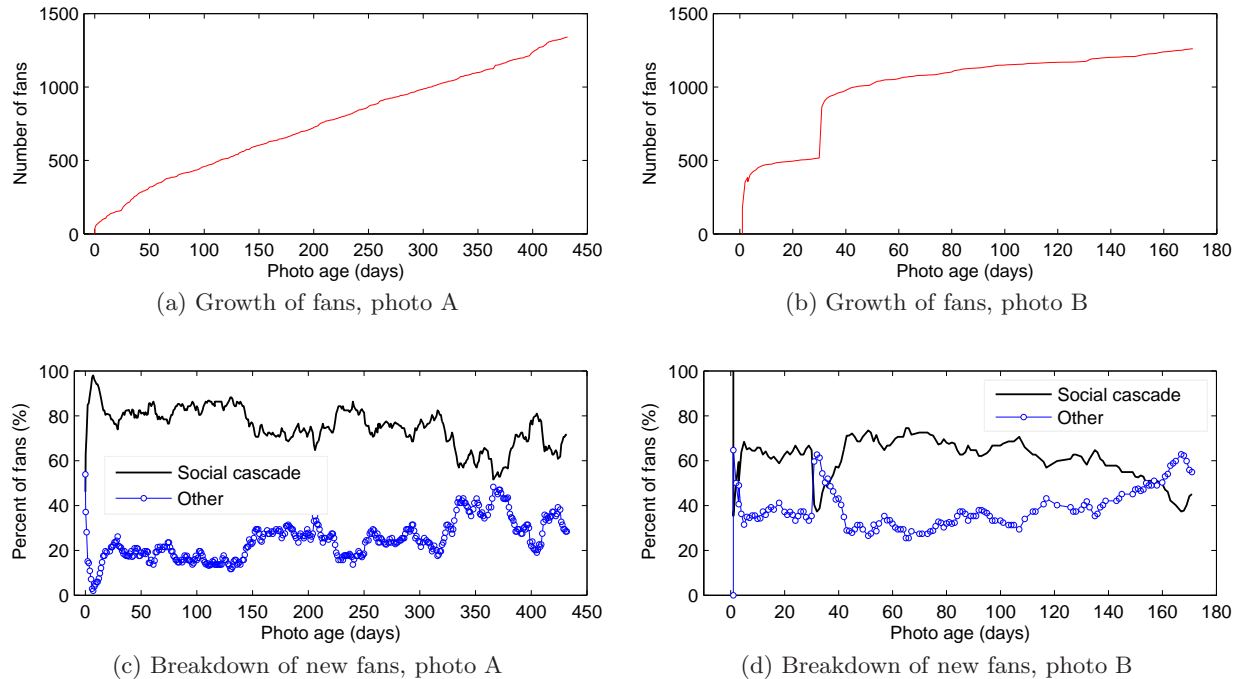 1500
1000
500
0
Number of fans
0 50 100 150 200 250 300 350 400 450
Photo age (days)
(a) Growth of fans, photo A
1500
1000
500
0
Number of fans
0 20 40 60 80 100 120 140 160 180
Photo age (days)
(b) Growth of fans, photo B
100
80
60
40
20
0
Percent of fans (%)
Social cascade
Other
0 50 100 150 200 250 300 350 400 450
Photo age (days)
(c) Breakdown of new fans, photo A
100
80
60
40
20
0
Percent of fans (%)
Social cascade
Other
0 20 40 60 80 100 120 140 160 180
Photo age (days)
(d) Breakdown of new fans, photo B